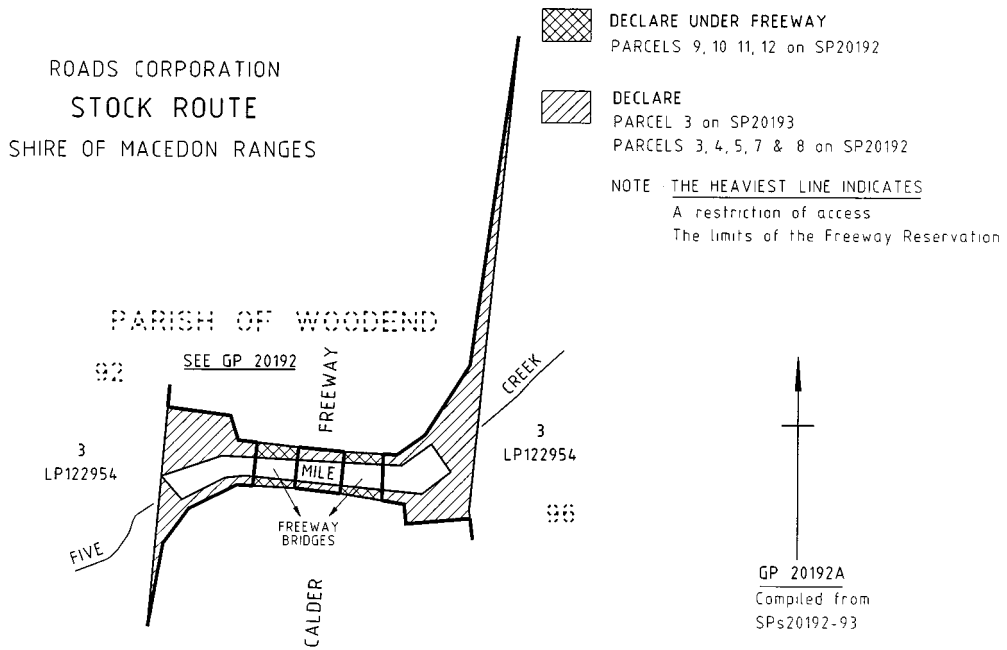 ROADS CORPORATION
STOCK ROUTE
SHIRE OF MACEDON RANGES
DECLARE UNDER FREEWAY
PARCELS 9, 10 11, 12 on SP20192
DECLARE
PARCEL 3 on SP20193
PARCELS 3, 4, 5, 7 & 8 on SP20192
NOTE THE HEAVIEST LINE INDICATES
A restriction of access
The limits of the Freeway Reservation
PARISH OF WOODEND
SEE GP 20192
92
FREEWAY
CREEK
3
LP122954
3
LP122954
MILE
96
FREEWAY
BRIDGES
FIVE
CALDER
GP 20192A
Compiled from
SPs20192-93